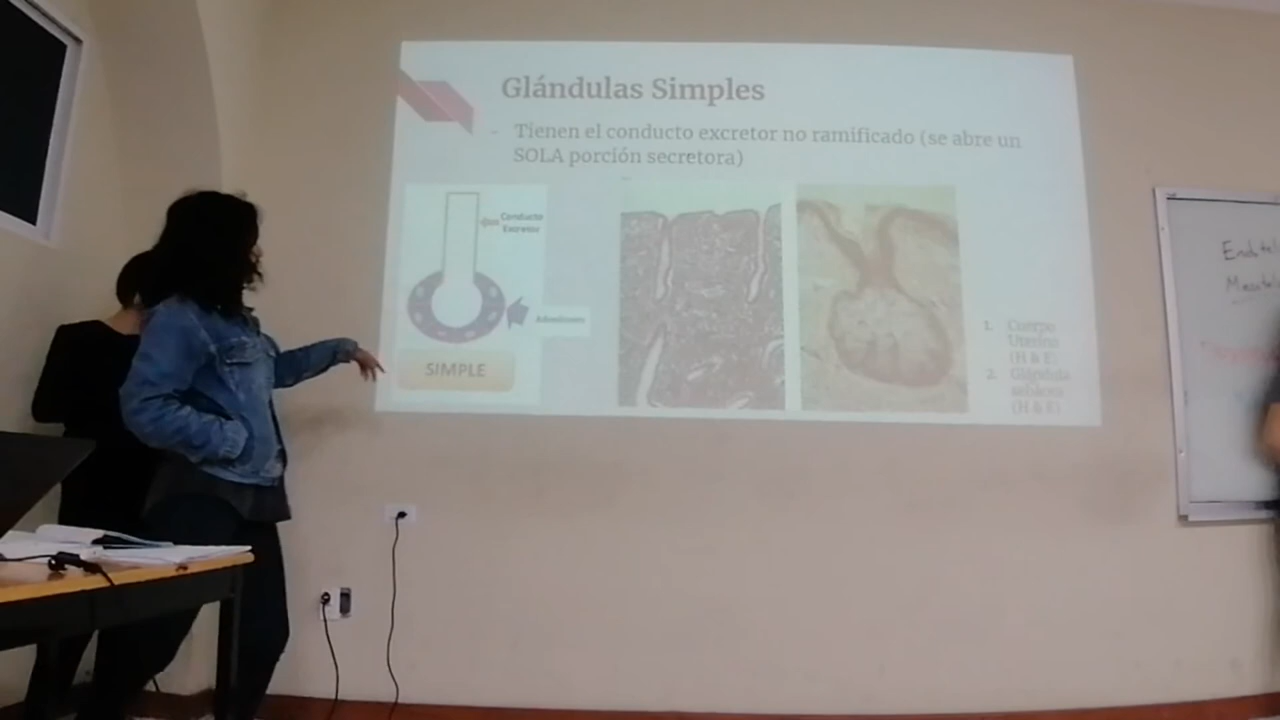 Glándulas Simples
- Tienen el conducto excretor no ramificado (se abre un
SOLA porción secretora)
Conducto
Excretor
Adenómero
SIMPLE
1. Cuerpo
Uterino
(H & E)
2. Glándula
sebácea
(H & E)